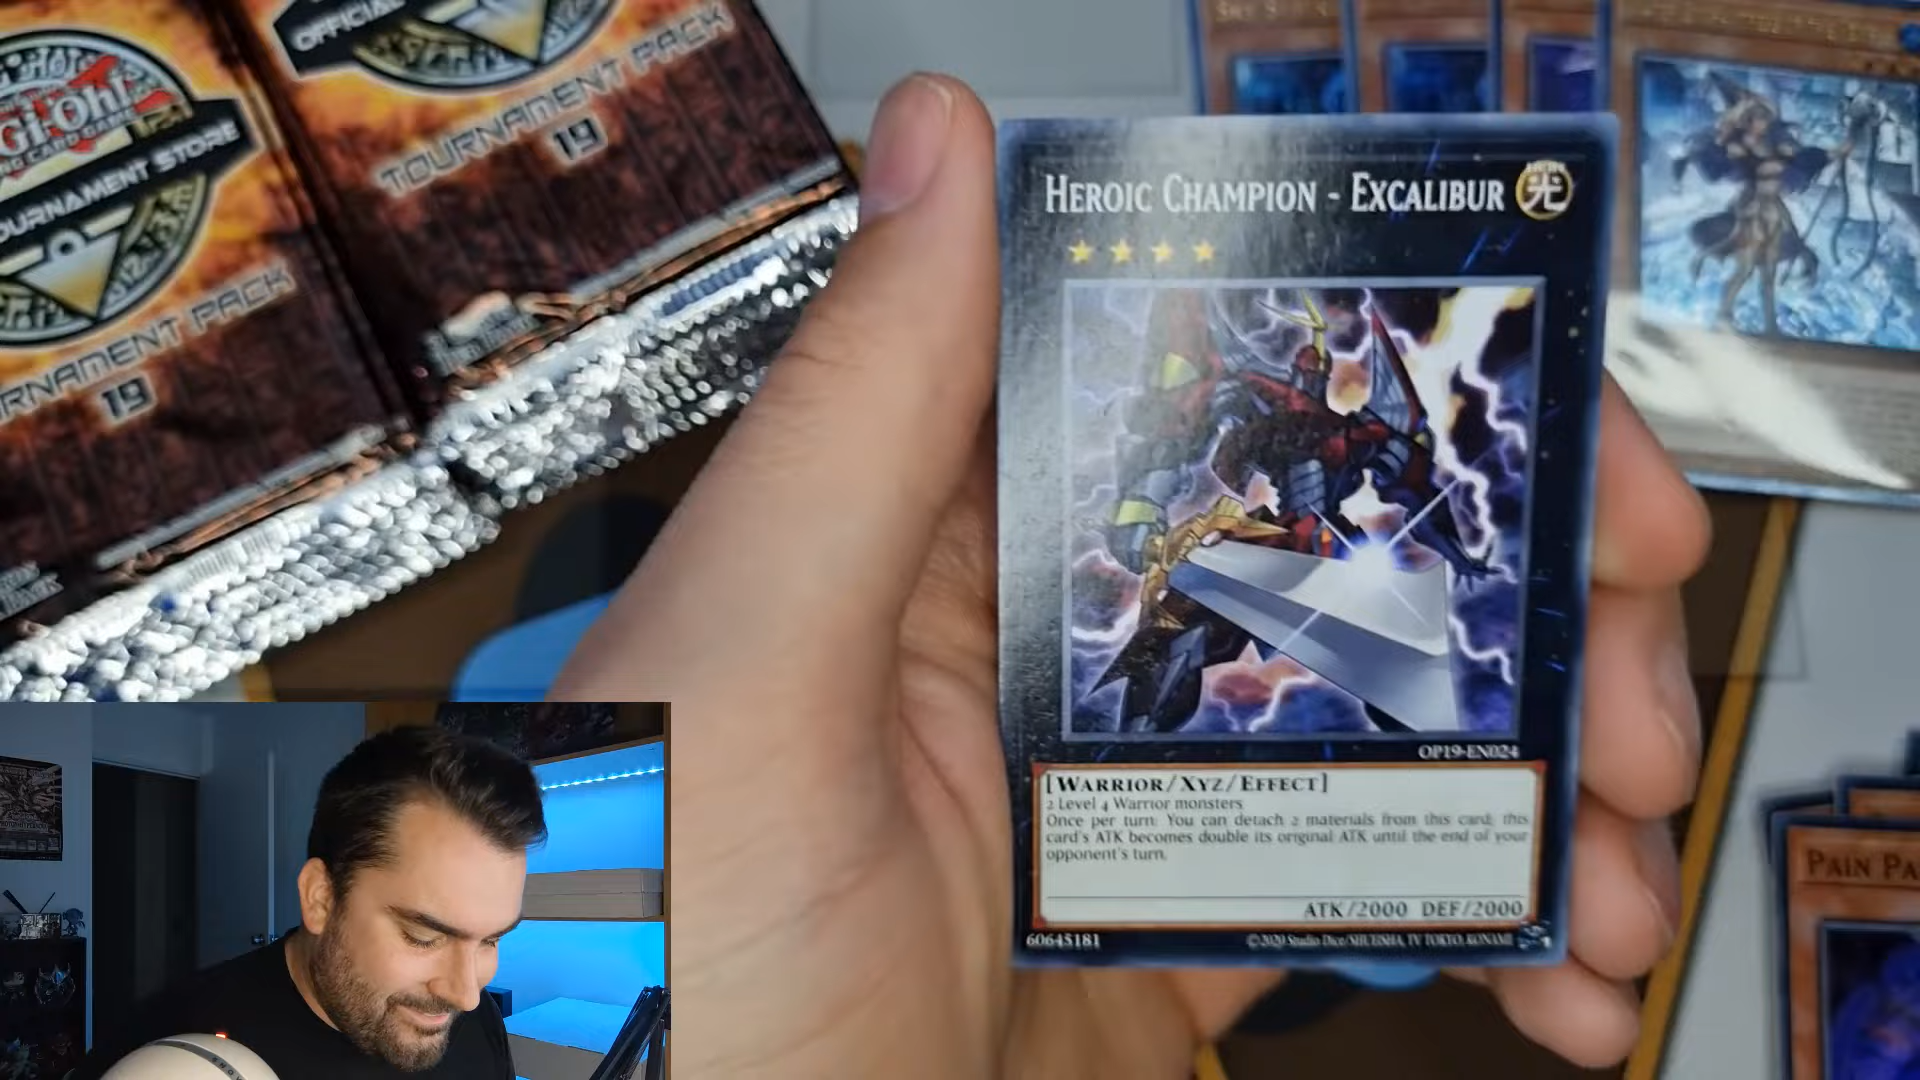 OFFICIAL
TOURNAMENT PACK
19
Gi-Oh!
TOURNAMENT STORE
TOURNAMENT PACK
19
HEROIC CHAMPION - EXCALIBUR
光
OP19-EN024
[WARRIOR/XYZ/EFFECT]
2 Level 4 Warrior monsters
Once per turn: You can detach 2 materials from this card; this
card's ATK becomes double its original ATK until the end of your
opponent's turn.
ATK/2000 DEF/2000
60645181
©2020 Studio Dice/SHUEISHA, TV TOKYO, KONAMI
PAIN PA